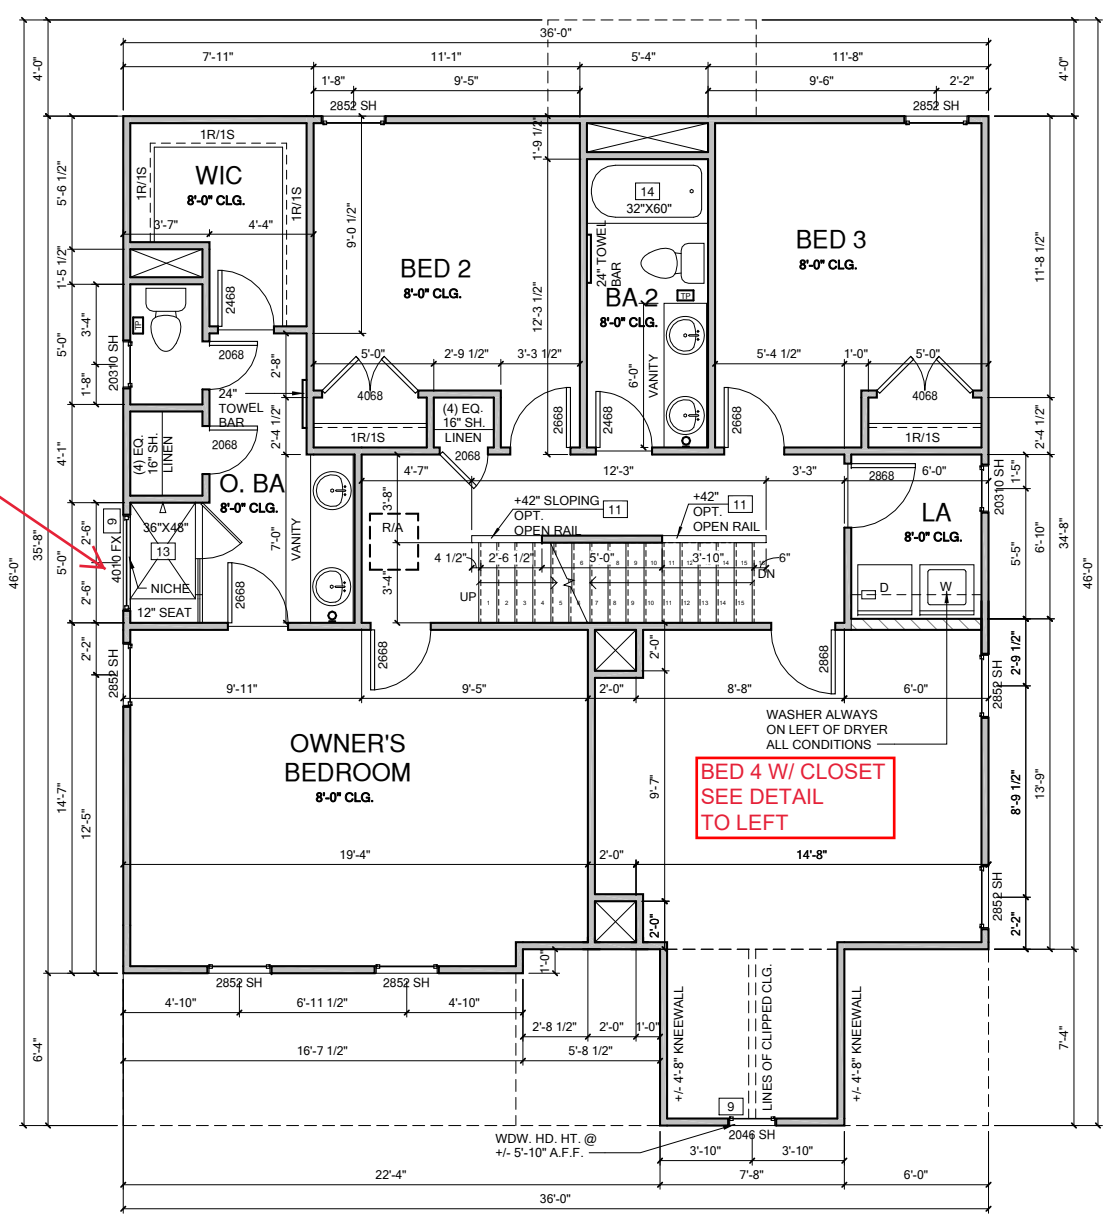 36'-0"
7'-11" 11'-1" 5'-4" 11'-8"
1'-8" 9'-5" 9'-6" 2'-2"
4'-0" 4'-0"
2852 SH 2852 SH
1R/1S
1R/1S
1R/1S
WIC
8'-0" CLG.
3'-7" 4'-4"
5'-6 1/2"
1'-5 1/2"
9'-0 1/2"
1'-9 1/2"
12'-3 1/2"
BED 2
8'-0" CLG.
14
32"X60"
24" TOWEL
BAR
BA 2
8'-0" CLG.
TP
BED 3
8'-0" CLG.
11'-8 1/2"
2468
TP
3'-4"
5'-0"
1'-8"
20310 SH
2068
2'-8"
24"
TOWEL
BAR
2068
2'-4 1/2"
5'-0" 2'-9 1/2" 3'-3 1/2"
4068
1R/1S
(4) EQ.
16" SH.
LINEN
2068
2668
2468
6'-0"
VANITY
5'-4 1/2" 1'-0" 5'-0"
2668
4068
1R/1S
2'-4 1/2"
(4) EQ.
16" SH.
LINEN
4'-1"
O. BA
8'-0" CLG.
4'-7" 12'-3" 3'-3" 6'-0"
2868
20310 SH
1'-5"
LA
8'-0" CLG.
9
4010 FX
36"X48"
13
NICHE
12" SEAT
2'-6"
2'-6"
5'-0"
35'-8"
46'-0"
7'-0"
VANITY
2668
3'-8"
R/A
3'-4"
+42" SLOPING
OPT.
OPEN RAIL
11
+42"
OPT.
OPEN RAIL
11
4 1/2" 2'-6 1/2" 5'-0" 3'-10" 6"
UP
DN
1 2 3 4 5 6 7 8 9 10 11 12 13 14 15
D W
5'-5"
6'-10"
34'-8"
46'-0"
2'-2"
2852 SH
2668
2'-0"
2868
2'-9 1/2"
2852 SH
9'-11" 9'-5" 2'-0" 8'-8" 6'-0"
WASHER ALWAYS
ON LEFT OF DRYER
ALL CONDITIONS
OWNER'S
BEDROOM
8'-0" CLG.
BED 4 W/ CLOSET
SEE DETAIL
TO LEFT
9'-7"
14'-7"
12'-5"
8'-9 1/2"
13'-9"
19'-4" 2'-0" 14'-8"
2852 SH
2'-2"
2'-0"
1'-0"
2852 SH 2852 SH
4'-10" 6'-11 1/2" 4'-10"
2'-8 1/2" 2'-0" 1'-0"
16'-7 1/2" 5'-8 1/2"
6'-4"
7'-4"
+/- 4'-8" KNEEWALL
LINES OF CLIPPED CLG.
+/- 4'-8" KNEEWALL
9
2046 SH
WDW. HD. HT. @
+/- 5'-10" A.F.F.
3'-10" 3'-10"
22'-4" 7'-8" 6'-0"
36'-0"